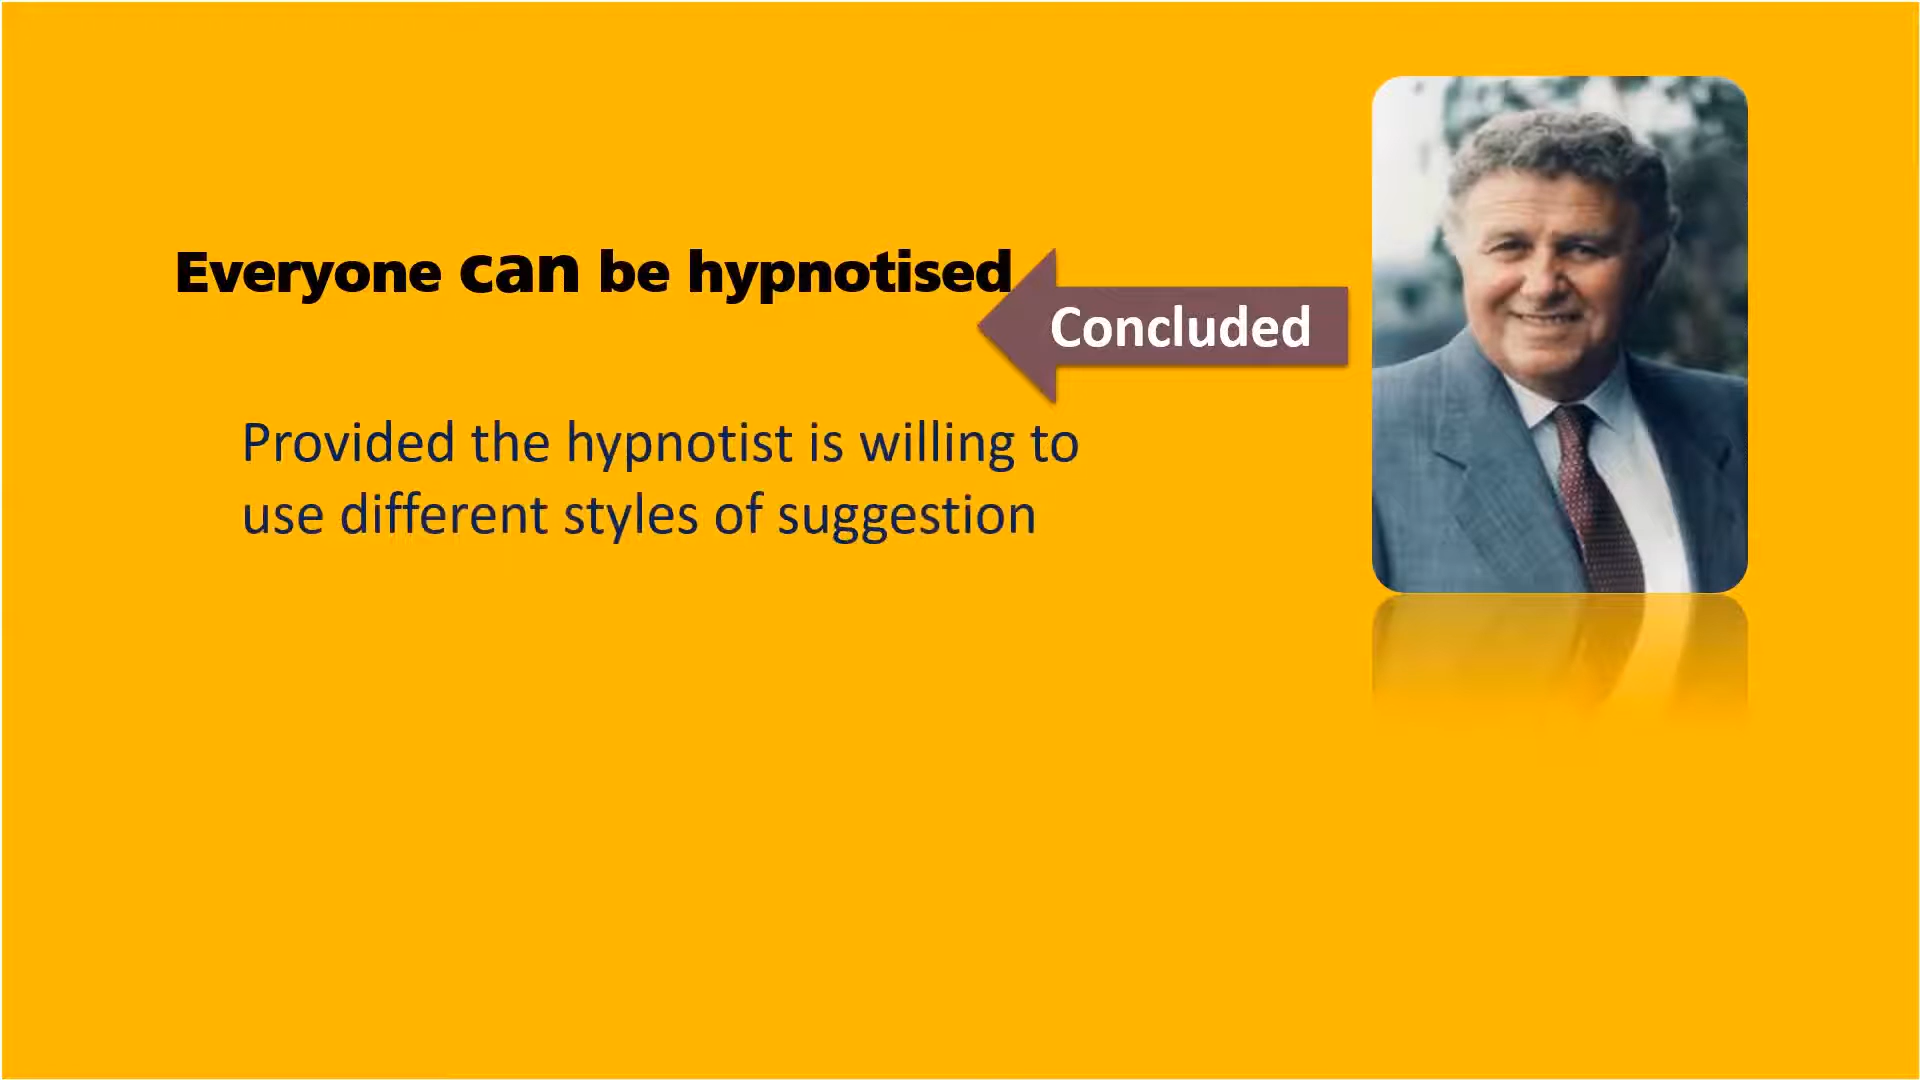 Everyone can be hypnotised
Concluded
Provided the hypnotist is willing to
use different styles of suggestion